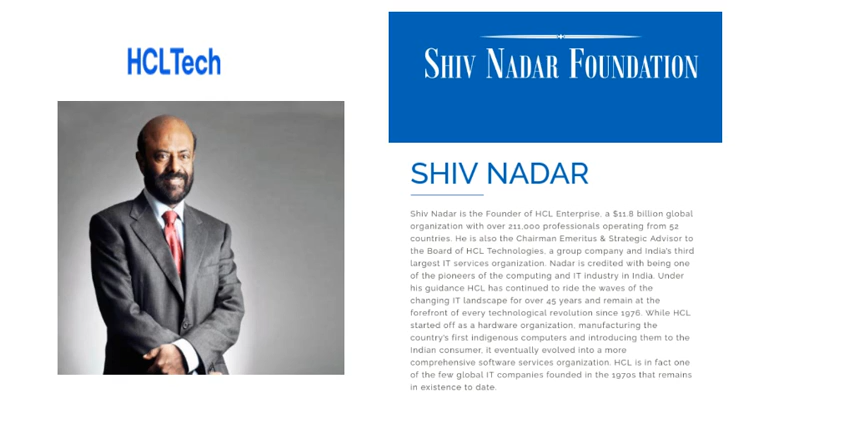 HCLTech
SHIV NADAR FOUNDATION
SHIV NADAR
Shiv Nadar is the Founder of HCL Enterprise, a $11.8 billion global
organization with over 211,000 professionals operating from 52
countries. He is also the Chairman Emeritus & Strategic Advisor to
the Board of HCL Technologies, a group company and India's third
largest IT services organization. Nadar is credited with being one
of the pioneers of the computing and IT industry in India. Under
his guidance HCL has continued to ride the waves of the
changing IT landscape for over 45 years and remain at the
forefront of every technological revolution since 1976. While HCL
started off as a hardware organization, manufacturing the
country's first indigenous computers and introducing them to the
Indian consumer, it eventually evolved into a more
comprehensive software services organization. HCL is in fact one
of the few global IT companies founded in the 1970s that remains
in existence to date.